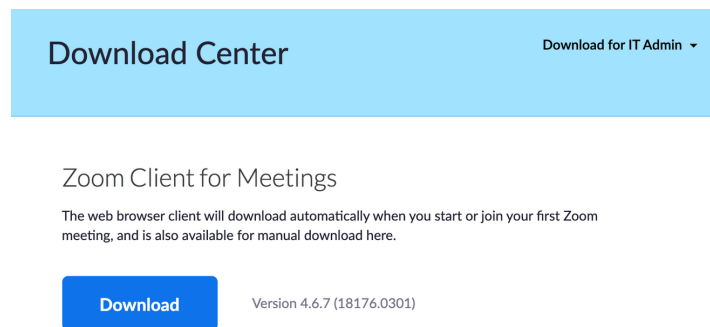 Download Center
Download for IT Admin
Zoom Client for Meetings
The web browser client will download automatically when you start or join your first Zoom
meeting, and is also available for manual download here.
Download
Version 4.6.7 (18176.0301)